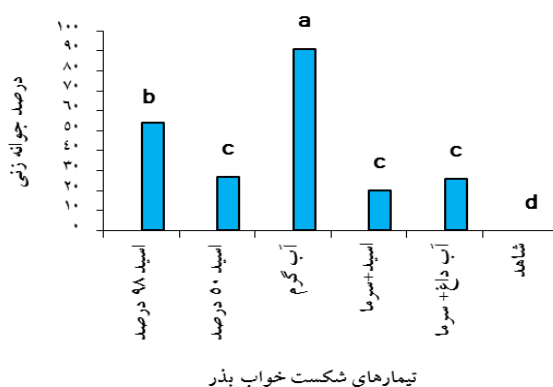 درصد جوانه زنی
۱۰۰
۹۰
۸۰
۷۰
۶۰
۵۰
۴۰
۳۰
۲۰
۱۰
۰
b
c
a
c
c
d
اسید ۹۸ درصد
اسید ۵۰ درصد
آب گرم
اسید+سرما
آب داغ+سرما
شاهد
تیمارهای شکست خواب بذر